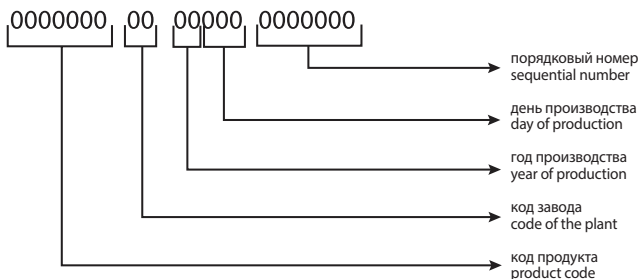 0000000 00 00000 0000000
порядковый номер
sequential number
день производства
day of production
год производства
year of production
код завода
code of the plant
код продукта
product code